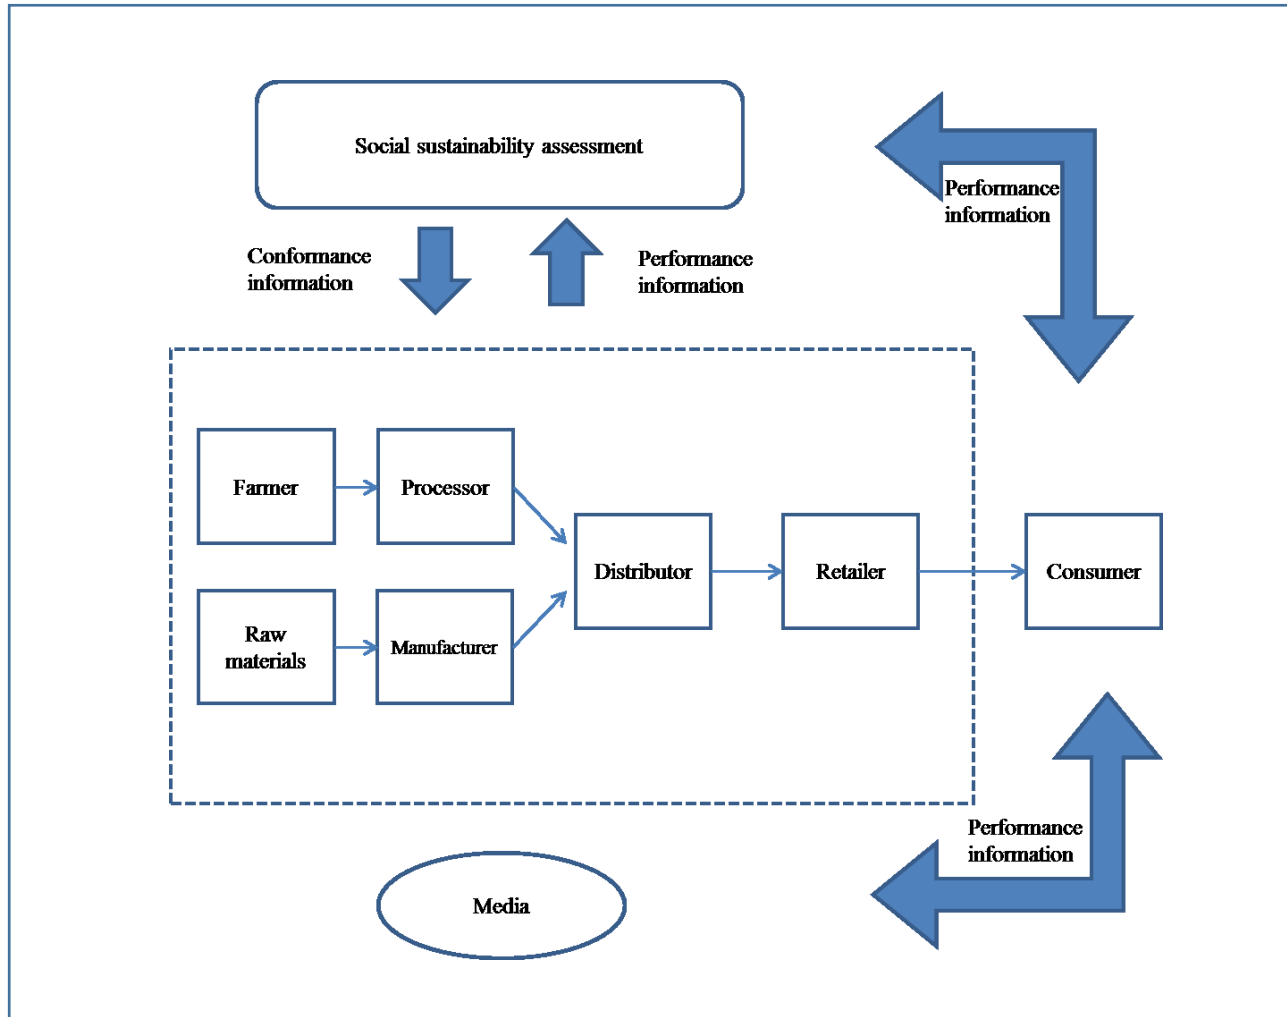 Social sustainability assessment
Performance
information
Conformance
information
Performance
information
Farmer
Processor
Distributor
Retailer
Consumer
Raw
materials
Manufacturer
Performance
information
Media